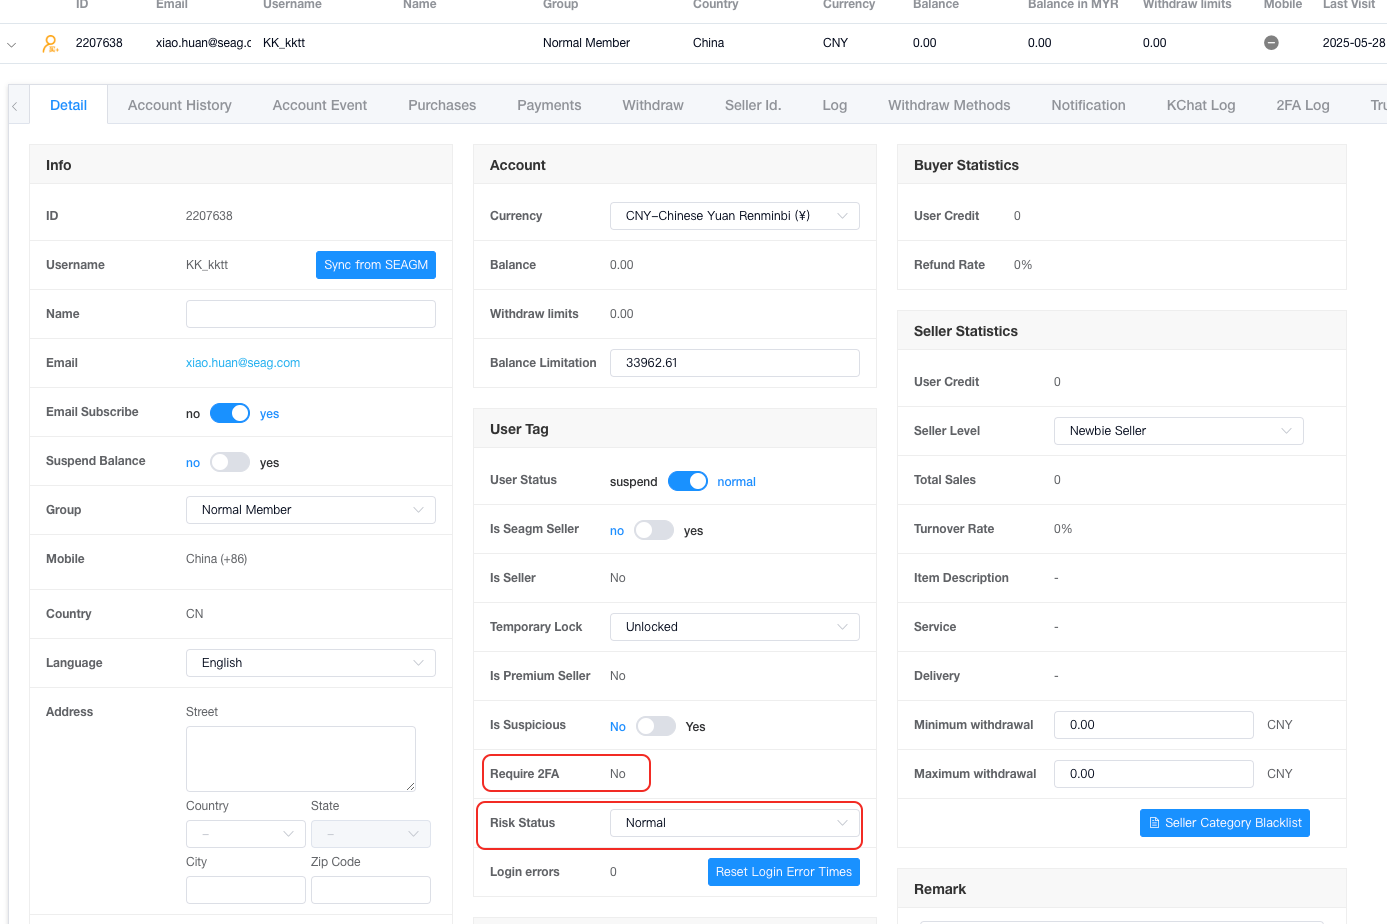 ID Email Username Name Group Country Currency Balance Balance in MYR Withdraw limits Mobile Last Visit
2207638 xiao.huan@seag.c KK_kktt Normal Member China CNY 0.00 0.00 0.00 2025-05-28
Detail Account History Account Event Purchases Payments Withdraw Seller Id. Log Withdraw Methods Notification KChat Log 2FA Log Tru
Info
ID 2207638
Username KK_kktt Sync from SEAGM
Name
Email xiao.huan@seag.com
Email Subscribe no yes
Suspend Balance no yes
Group Normal Member
Mobile China (+86)
Country CN
Language English
Address Street
Country State
– –
City Zip Code
Account
Currency CNY-Chinese Yuan Renminbi (¥)
Balance 0.00
Withdraw limits 0.00
Balance Limitation 33962.61
User Tag
User Status suspend normal
Is Seagm Seller no yes
Is Seller No
Temporary Lock Unlocked
Is Premium Seller No
Is Suspicious No Yes
Require 2FA No
Risk Status Normal
Login errors 0 Reset Login Error Times
Buyer Statistics
User Credit 0
Refund Rate 0%
Seller Statistics
User Credit 0
Seller Level Newbie Seller
Total Sales 0
Turnover Rate 0%
Item Description -
Service -
Delivery -
Minimum withdrawal 0.00 CNY
Maximum withdrawal 0.00 CNY
Seller Category Blacklist
Remark